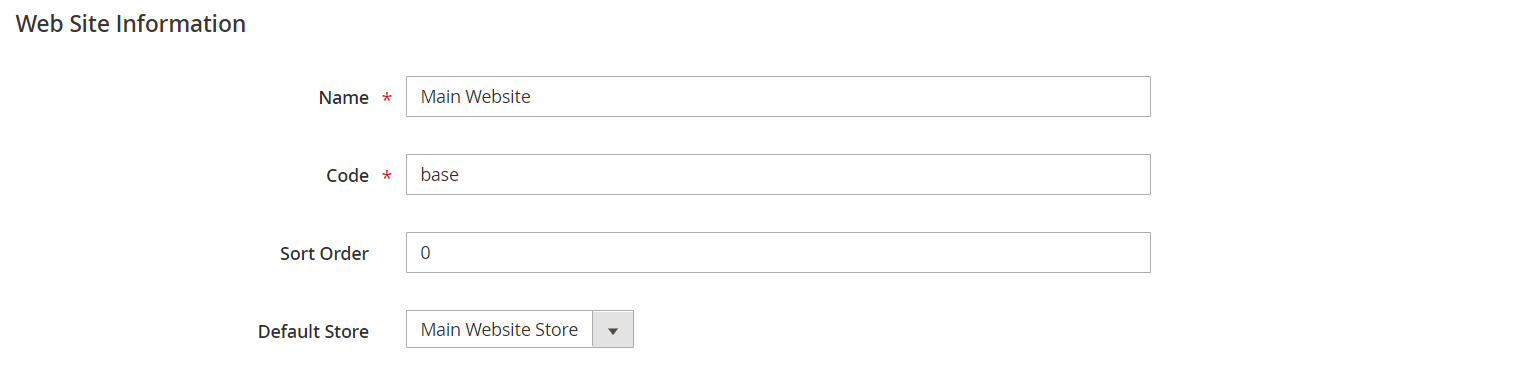 Web Site Information
Name * Main Website
Code * base
Sort Order 0
Default Store Main Website Store